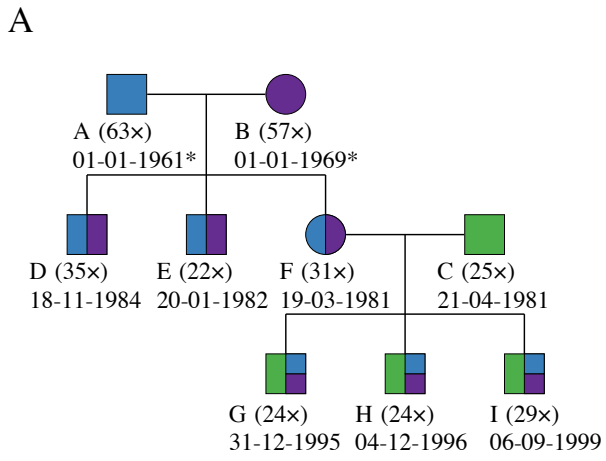 A
A (63×) B (57×)
01-01-1961* 01-01-1969*
D (35×) E (22×) F (31×) C (25×)
18-11-1984 20-01-1982 19-03-1981 21-04-1981
G (24×) H (24×) I (29×)
31-12-1995 04-12-1996 06-09-1999